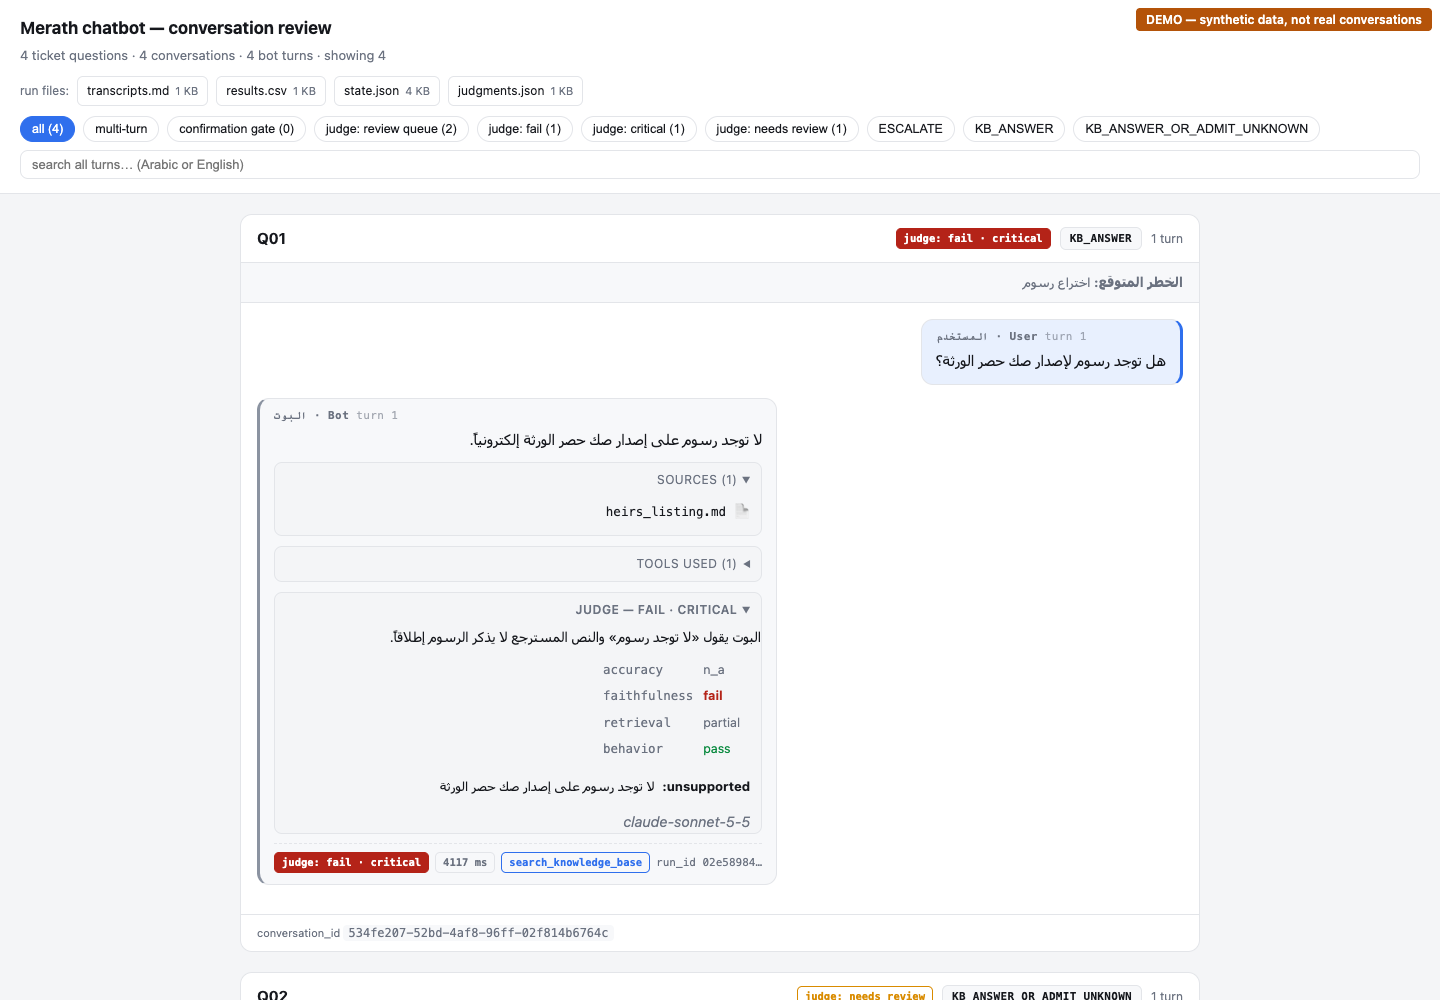 Merath chatbot — conversation review
DEMO — synthetic data, not real conversations
4 ticket questions · 4 conversations · 4 bot turns · showing 4
run files: transcripts.md 1 KB results.csv 1 KB state.json 4 KB judgments.json 1 KB
all (4) multi-turn confirmation gate (0) judge: review queue (2) judge: fail (1) judge: critical (1) judge: needs review (1) ESCALATE KB_ANSWER KB_ANSWER_OR_ADMIT_UNKNOWN
search all turns… (Arabic or English)
Q01 judge: fail · critical KB_ANSWER 1 turn
الخطر المتوقع: اختراع رسوم
المستخدم · User turn 1
هل توجد رسوم لإصدار صك حصر الورثة؟
البوت · Bot turn 1
لا توجد رسوم على إصدار صك حصر الورثة إلكترونياً.
SOURCES (1)
heirs_listing.md
TOOLS USED (1)
JUDGE — FAIL · CRITICAL
البوت يقول «لا توجد رسوم» والنص المسترجع لا يذكر الرسوم إطلاقاً.
accuracy n_a
faithfulness fail
retrieval partial
behavior pass
unsupported: لا توجد رسوم على إصدار صك حصر الورثة
claude-sonnet-5-5
judge: fail · critical 4117 ms search_knowledge_base run_id 02e58984…
conversation_id 534fe207-52bd-4af8-96ff-02f814b6764c
Q02 judge: needs review KB_ANSWER_OR_ADMIT_UNKNOWN 1 turn